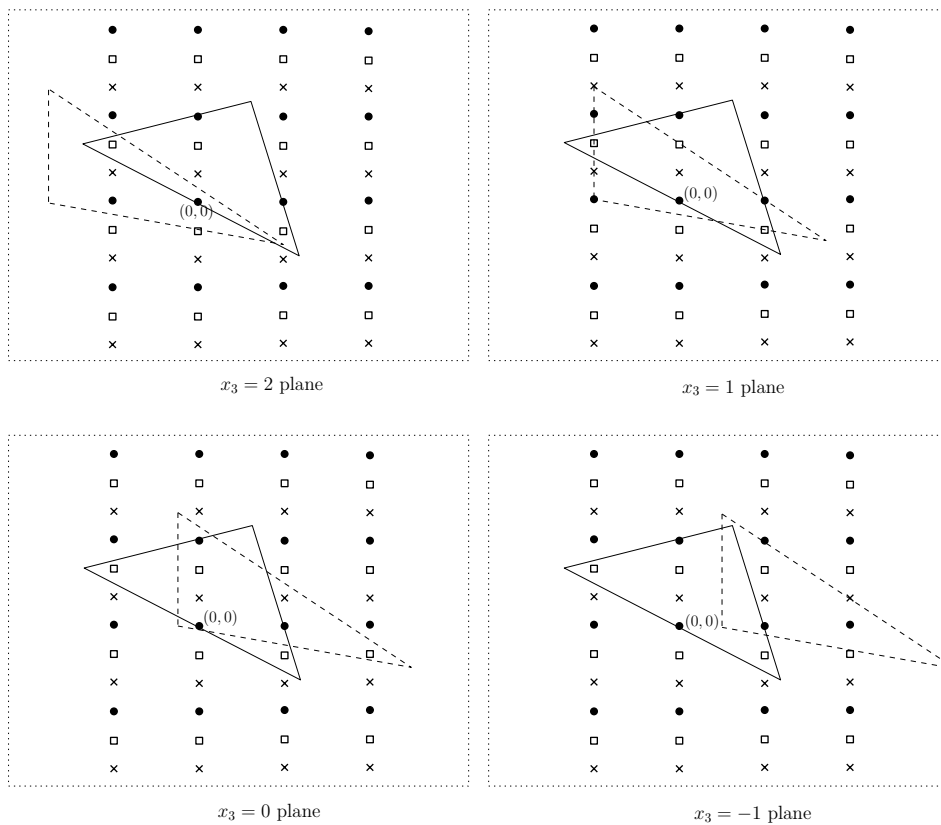 (0, 0)
(0, 0)
x₃ = 2 plane
x₃ = 1 plane
(0, 0)
(0, 0)
x₃ = 0 plane
x₃ = −1 plane